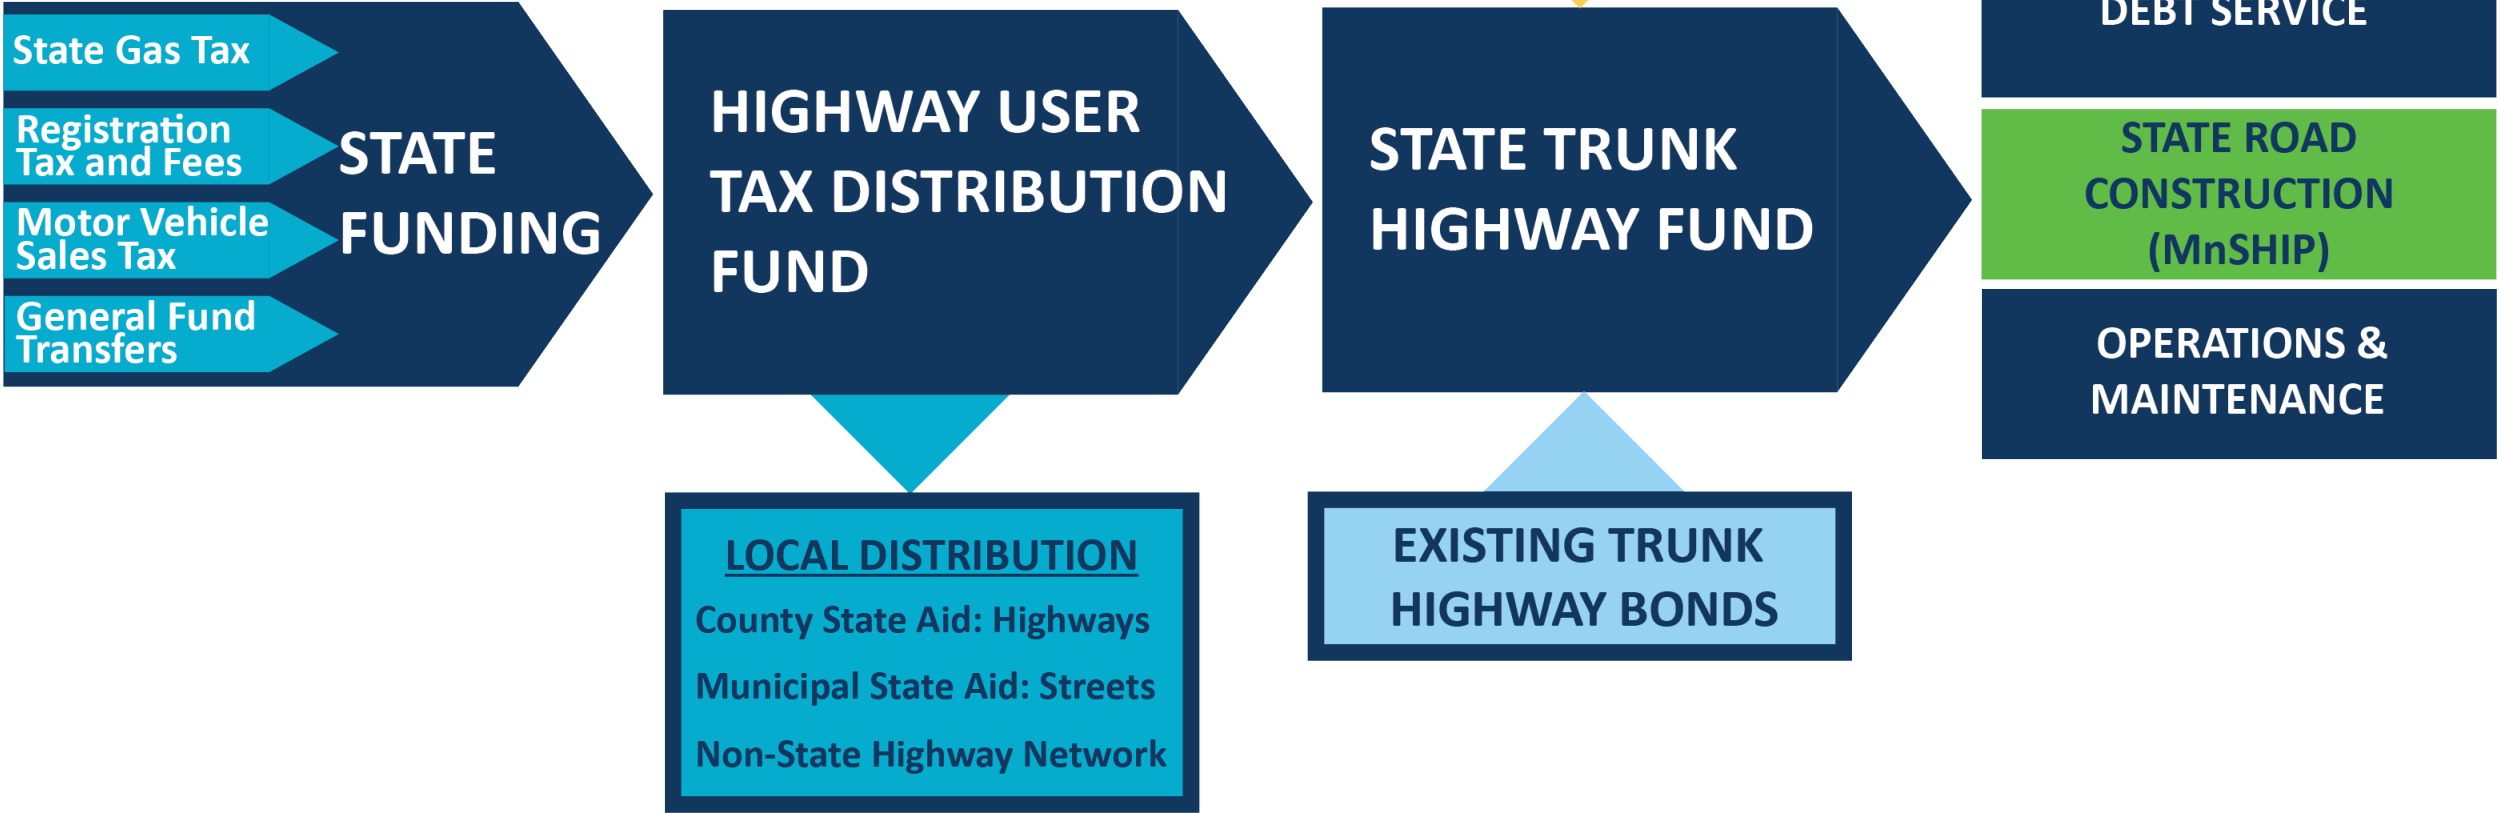 State Gas Tax
Registration
Tax and Fees
Motor Vehicle
Sales Tax
General Fund
Transfers
STATE
FUNDING
HIGHWAY USER
TAX DISTRIBUTION
FUND
STATE TRUNK
HIGHWAY FUND
DEBT SERVICE
STATE ROAD
CONSTRUCTION
(MnSHIP)
OPERATIONS &
MAINTENANCE
LOCAL DISTRIBUTION
County State Aid: Highways
Municipal State Aid: Streets
Non-State Highway Network
EXISTING TRUNK
HIGHWAY BONDS